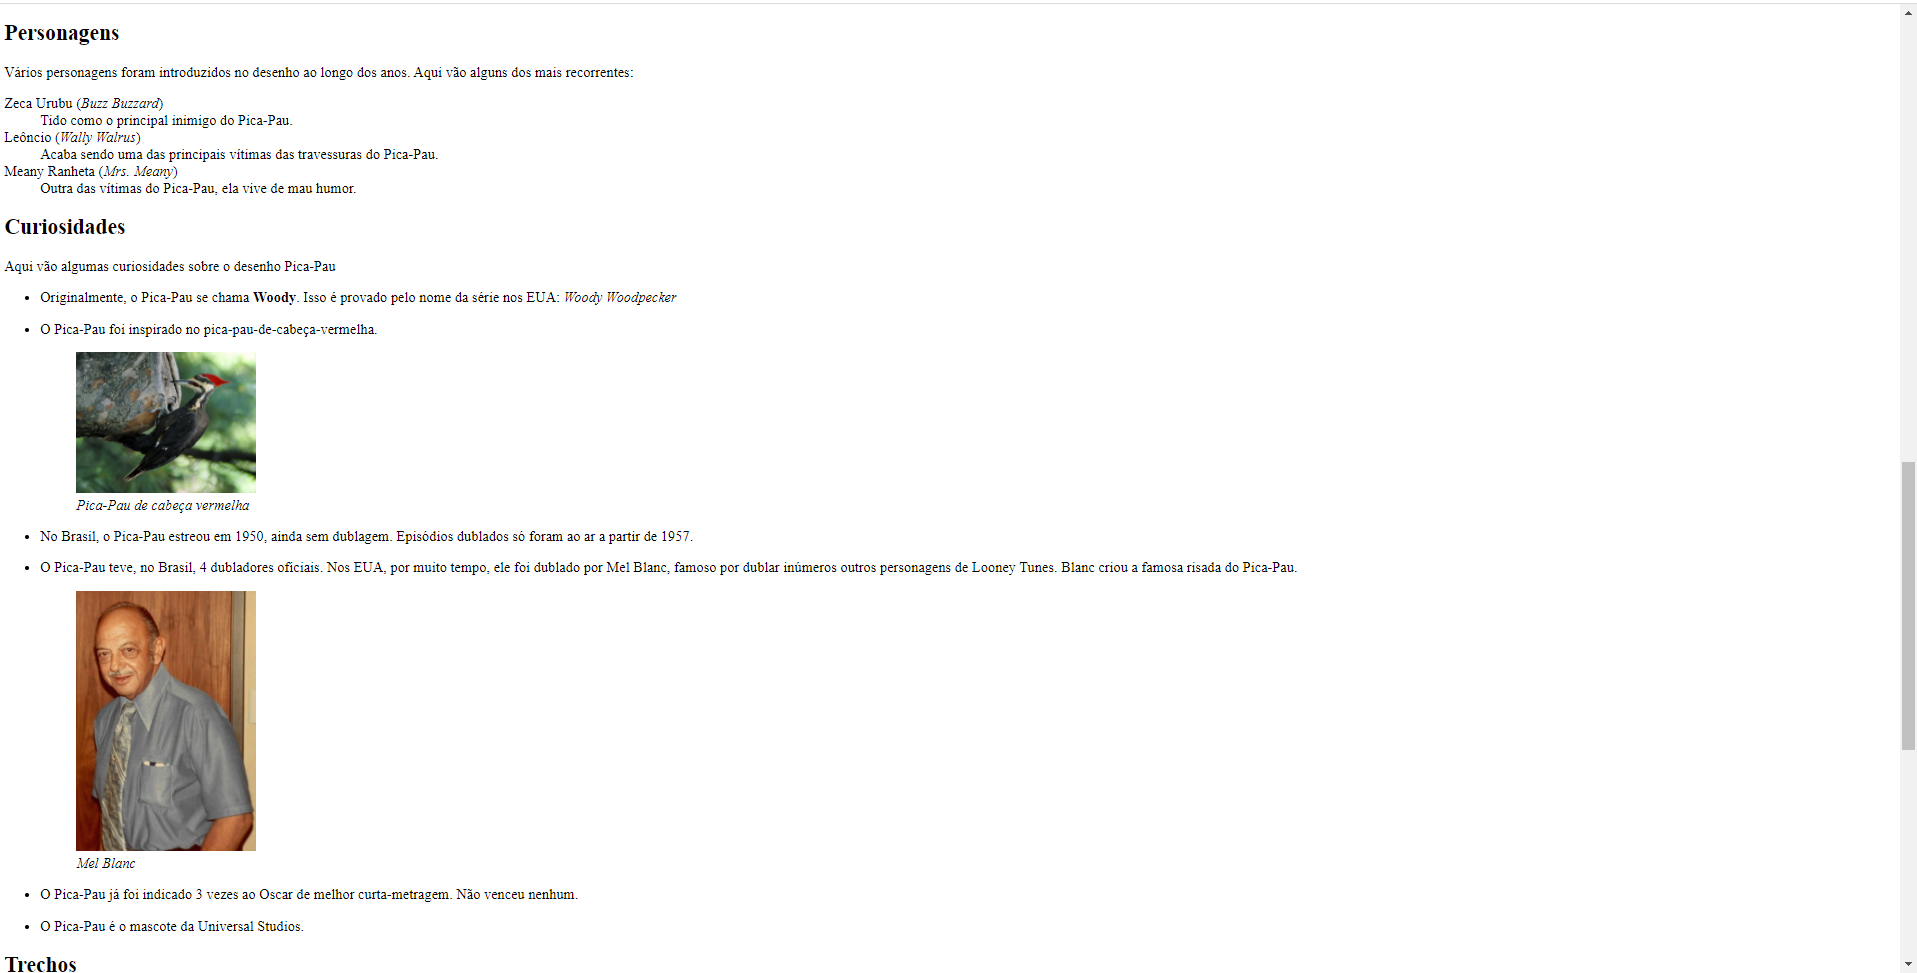 Personagens
Vários personagens foram introduzidos no desenho ao longo dos anos. Aqui vão alguns dos mais recorrentes:
Zeca Urubu (Buzz Buzzard)
Tido como o principal inimigo do Pica-Pau.
Leôncio (Wally Walrus)
Acaba sendo uma das principais vítimas das travessuras do Pica-Pau.
Meany Ranheta (Mrs. Meany)
Outra das vítimas do Pica-Pau, ela vive de mau humor.
Curiosidades
Aqui vão algumas curiosidades sobre o desenho Pica-Pau
• Originalmente, o Pica-Pau se chama Woody. Isso é provado pelo nome da série nos EUA: Woody Woodpecker
• O Pica-Pau foi inspirado no pica-pau-de-cabeça-vermelha.
Pica-Pau de cabeça vermelha
• No Brasil, o Pica-Pau estreou em 1950, ainda sem dublagem. Episódios dublados só foram ao ar a partir de 1957.
• O Pica-Pau teve, no Brasil, 4 dubladores oficiais. Nos EUA, por muito tempo, ele foi dublado por Mel Blanc, famoso por dublar inúmeros outros personagens de Looney Tunes. Blanc criou a famosa risada do Pica-Pau.
Mel Blanc
• O Pica-Pau já foi indicado 3 vezes ao Oscar de melhor curta-metragem. Não venceu nenhum.
• O Pica-Pau é o mascote da Universal Studios.
Trechos